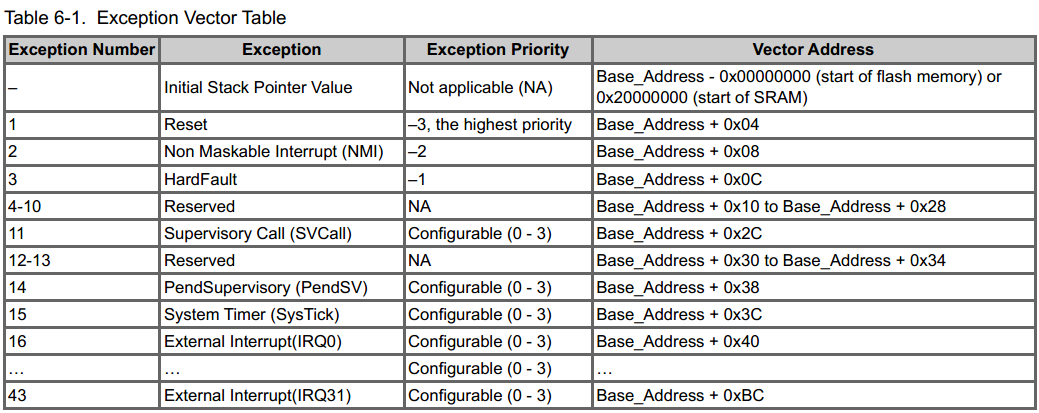 Table 6-1. Exception Vector Table
Exception Number Exception Exception Priority Vector Address
– Initial Stack Pointer Value Not applicable (NA) Base_Address - 0x00000000 (start of flash memory) or
0x20000000 (start of SRAM)
1 Reset –3, the highest priority Base_Address + 0x04
2 Non Maskable Interrupt (NMI) –2 Base_Address + 0x08
3 HardFault –1 Base_Address + 0x0C
4-10 Reserved NA Base_Address + 0x10 to Base_Address + 0x28
11 Supervisory Call (SVCall) Configurable (0 - 3) Base_Address + 0x2C
12-13 Reserved NA Base_Address + 0x30 to Base_Address + 0x34
14 PendSupervisory (PendSV) Configurable (0 - 3) Base_Address + 0x38
15 System Timer (SysTick) Configurable (0 - 3) Base_Address + 0x3C
16 External Interrupt(IRQ0) Configurable (0 - 3) Base_Address + 0x40
… … Configurable (0 - 3) …
43 External Interrupt(IRQ31) Configurable (0 - 3) Base_Address + 0xBC